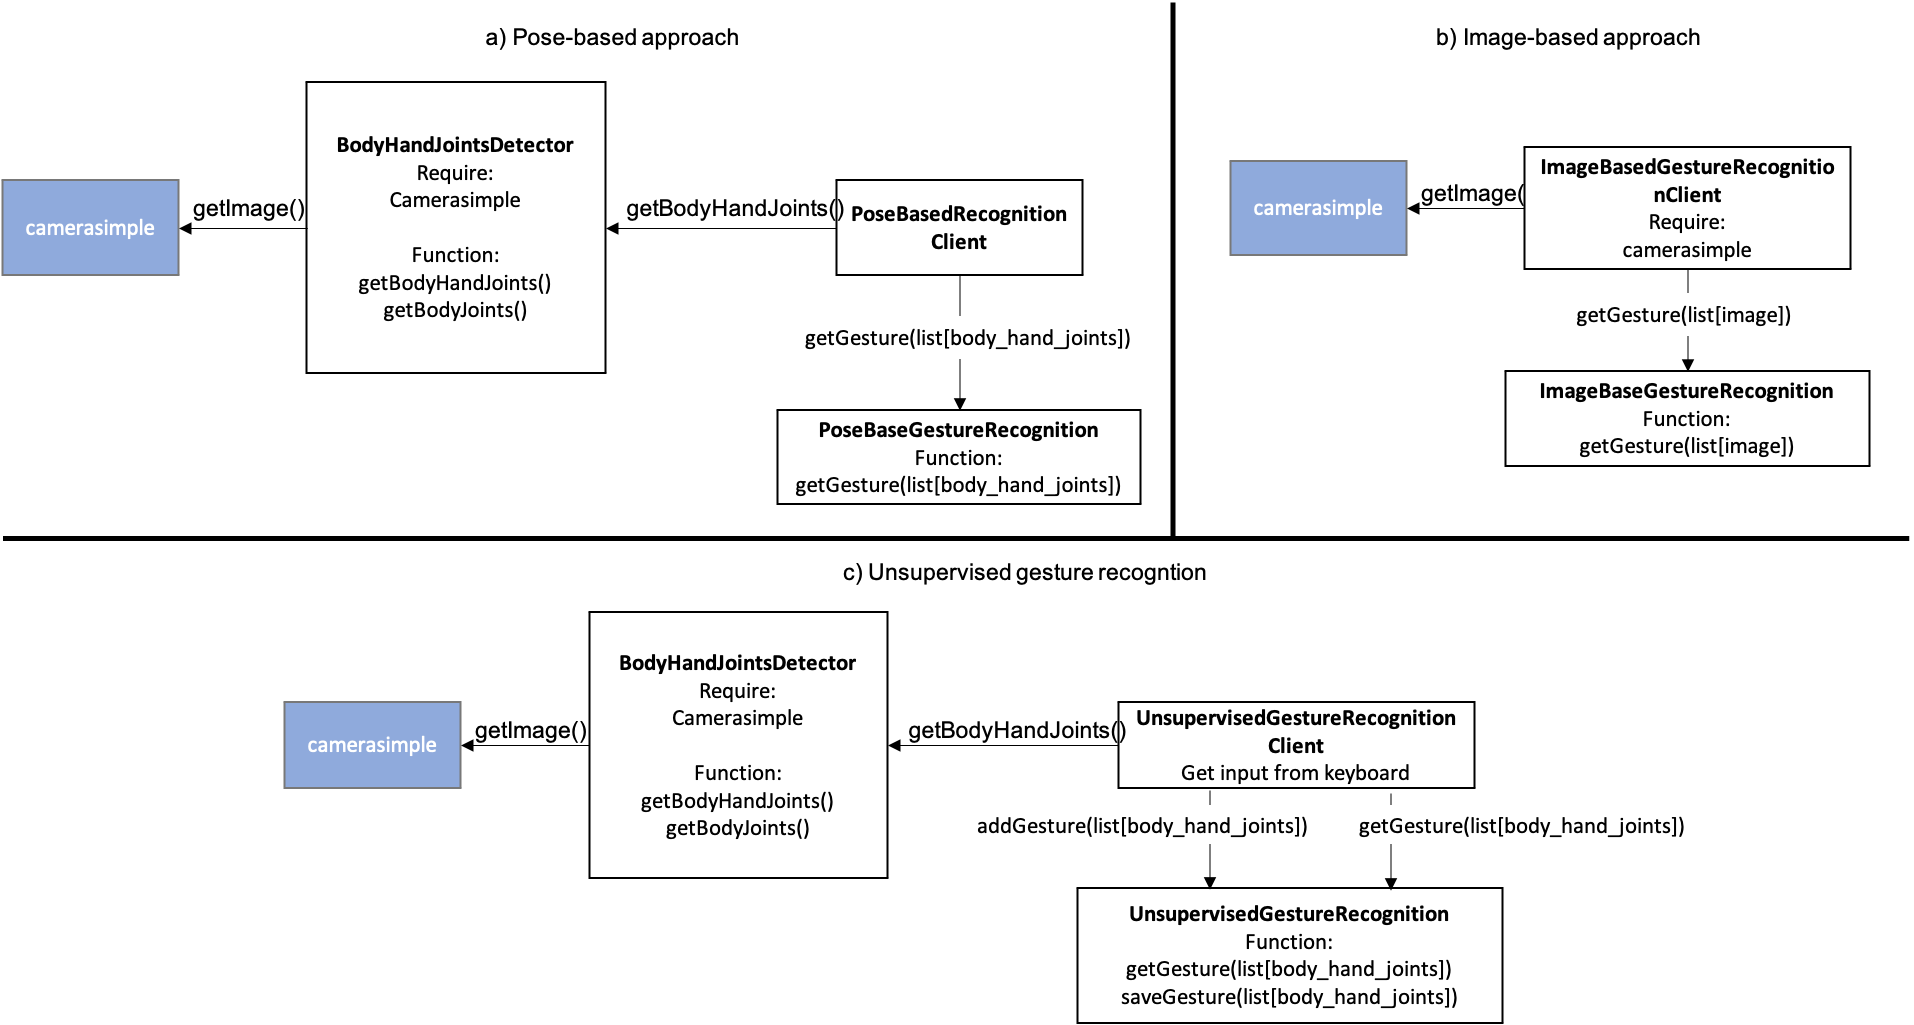 a) Pose-based approach
BodyHandJointsDetector
Require:
Camerasimple
Function:
getBodyHandJoints()
getBodyJoints()
camerasimple
getImage()
getBodyHandJoints()
PoseBasedRecognition
Client
getGesture(list[body_hand_joints])
PoseBaseGestureRecognition
Function:
getGesture(list[body_hand_joints])
b) Image-based approach
camerasimple
getImage(
ImageBasedGestureRecognitio
nClient
Require:
camerasimple
getGesture(list[image])
ImageBaseGestureRecognition
Function:
getGesture(list[image])
c) Unsupervised gesture recogntion
BodyHandJointsDetector
Require:
Camerasimple
Function:
getBodyHandJoints()
getBodyJoints()
camerasimple
getImage()
getBodyHandJoints()
UnsupervisedGestureRecognition
Client
Get input from keyboard
addGesture(list[body_hand_joints])
getGesture(list[body_hand_joints])
UnsupervisedGestureRecognition
Function:
getGesture(list[body_hand_joints])
saveGesture(list[body_hand_joints])